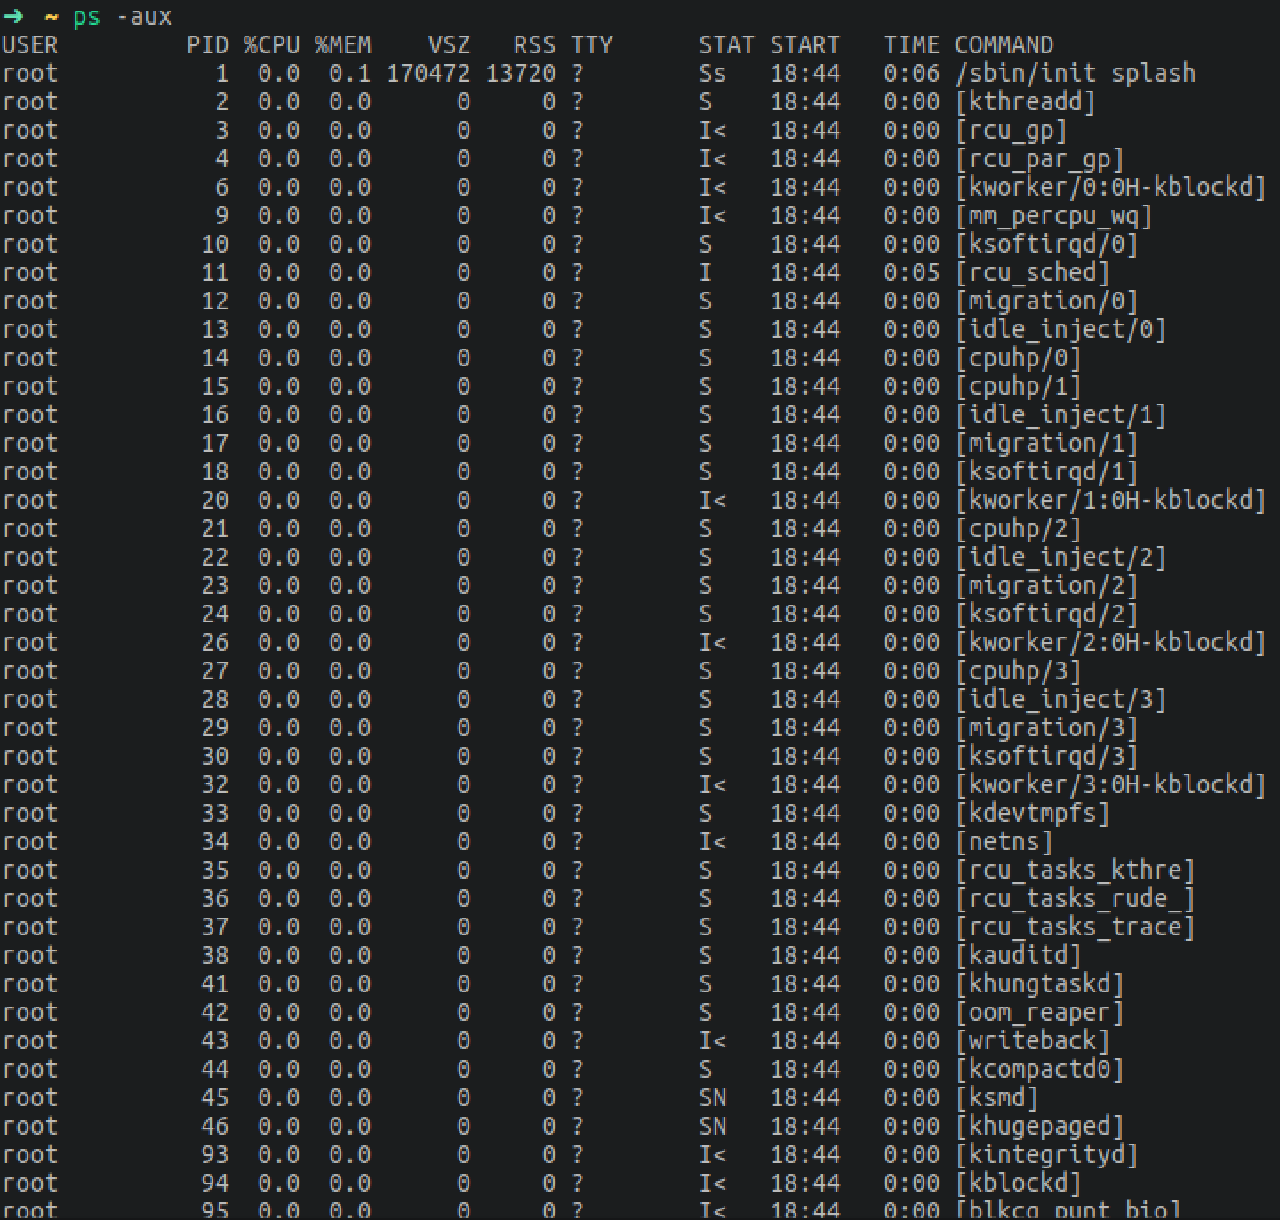 ➜ ~ ps -aux
USER PID %CPU %MEM VSZ RSS TTY STAT START TIME COMMAND
root 1 0.0 0.1 170472 13720 ? Ss 18:44 0:06 /sbin/init splash
root 2 0.0 0.0 0 0 ? S 18:44 0:00 [kthreadd]
root 3 0.0 0.0 0 0 ? I< 18:44 0:00 [rcu_gp]
root 4 0.0 0.0 0 0 ? I< 18:44 0:00 [rcu_par_gp]
root 6 0.0 0.0 0 0 ? I< 18:44 0:00 [kworker/0:0H-kblockd]
root 9 0.0 0.0 0 0 ? I< 18:44 0:00 [mm_percpu_wq]
root 10 0.0 0.0 0 0 ? S 18:44 0:00 [ksoftirqd/0]
root 11 0.0 0.0 0 0 ? I 18:44 0:05 [rcu_sched]
root 12 0.0 0.0 0 0 ? S 18:44 0:00 [migration/0]
root 13 0.0 0.0 0 0 ? S 18:44 0:00 [idle_inject/0]
root 14 0.0 0.0 0 0 ? S 18:44 0:00 [cpuhp/0]
root 15 0.0 0.0 0 0 ? S 18:44 0:00 [cpuhp/1]
root 16 0.0 0.0 0 0 ? S 18:44 0:00 [idle_inject/1]
root 17 0.0 0.0 0 0 ? S 18:44 0:00 [migration/1]
root 18 0.0 0.0 0 0 ? S 18:44 0:00 [ksoftirqd/1]
root 20 0.0 0.0 0 0 ? I< 18:44 0:00 [kworker/1:0H-kblockd]
root 21 0.0 0.0 0 0 ? S 18:44 0:00 [cpuhp/2]
root 22 0.0 0.0 0 0 ? S 18:44 0:00 [idle_inject/2]
root 23 0.0 0.0 0 0 ? S 18:44 0:00 [migration/2]
root 24 0.0 0.0 0 0 ? S 18:44 0:00 [ksoftirqd/2]
root 26 0.0 0.0 0 0 ? I< 18:44 0:00 [kworker/2:0H-kblockd]
root 27 0.0 0.0 0 0 ? S 18:44 0:00 [cpuhp/3]
root 28 0.0 0.0 0 0 ? S 18:44 0:00 [idle_inject/3]
root 29 0.0 0.0 0 0 ? S 18:44 0:00 [migration/3]
root 30 0.0 0.0 0 0 ? S 18:44 0:00 [ksoftirqd/3]
root 32 0.0 0.0 0 0 ? I< 18:44 0:00 [kworker/3:0H-kblockd]
root 33 0.0 0.0 0 0 ? S 18:44 0:00 [kdevtmpfs]
root 34 0.0 0.0 0 0 ? I< 18:44 0:00 [netns]
root 35 0.0 0.0 0 0 ? S 18:44 0:00 [rcu_tasks_kthre]
root 36 0.0 0.0 0 0 ? S 18:44 0:00 [rcu_tasks_rude_]
root 37 0.0 0.0 0 0 ? S 18:44 0:00 [rcu_tasks_trace]
root 38 0.0 0.0 0 0 ? S 18:44 0:00 [kauditd]
root 41 0.0 0.0 0 0 ? S 18:44 0:00 [khungtaskd]
root 42 0.0 0.0 0 0 ? S 18:44 0:00 [oom_reaper]
root 43 0.0 0.0 0 0 ? I< 18:44 0:00 [writeback]
root 44 0.0 0.0 0 0 ? S 18:44 0:00 [kcompactd0]
root 45 0.0 0.0 0 0 ? SN 18:44 0:00 [ksmd]
root 46 0.0 0.0 0 0 ? SN 18:44 0:00 [khugepaged]
root 93 0.0 0.0 0 0 ? I< 18:44 0:00 [kintegrityd]
root 94 0.0 0.0 0 0 ? I< 18:44 0:00 [kblockd]
root 95 0.0 0.0 0 0 ? I< 18:44 0:00 [blkcg_punt_bio]